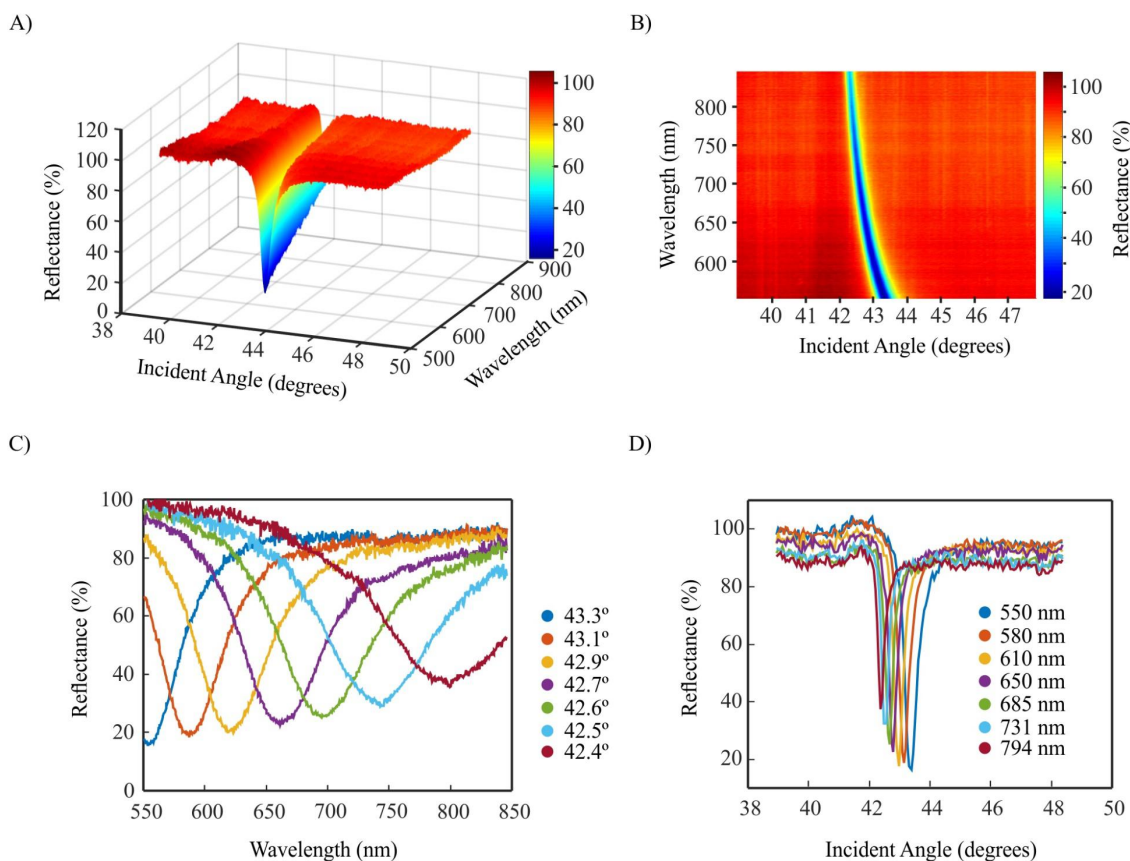 A)
120
100
80
60
40
20
0
Reflectance (%)
38
40
42
44
46
48
50
Incident Angle (degrees)
500
600
700
800
900
Wavelength (nm)
100
80
60
40
20
B)
800
750
700
650
600
Wavelength (nm)
40 41 42 43 44 45 46 47
Incident Angle (degrees)
100
80
60
40
20
Reflectance (%)
C)
100
80
60
40
20
0
Reflectance (%)
550 600 650 700 750 800 850
Wavelength (nm)
43.3º
43.1º
42.9º
42.7º
42.6º
42.5º
42.4º
D)
100
80
60
40
20
Reflectance (%)
38 40 42 44 46 48 50
Incident Angle (degrees)
550 nm
580 nm
610 nm
650 nm
685 nm
731 nm
794 nm